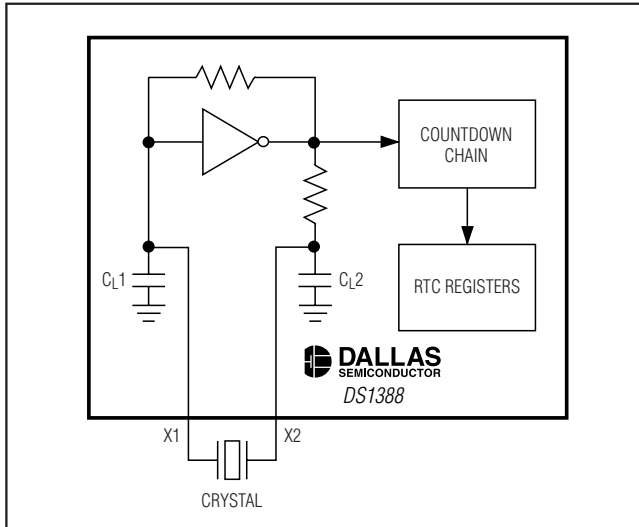 COUNTDOWN
CHAIN
CL1
CL2
RTC REGISTERS
DALLAS
SEMICONDUCTOR
DS1388
X1
X2
CRYSTAL